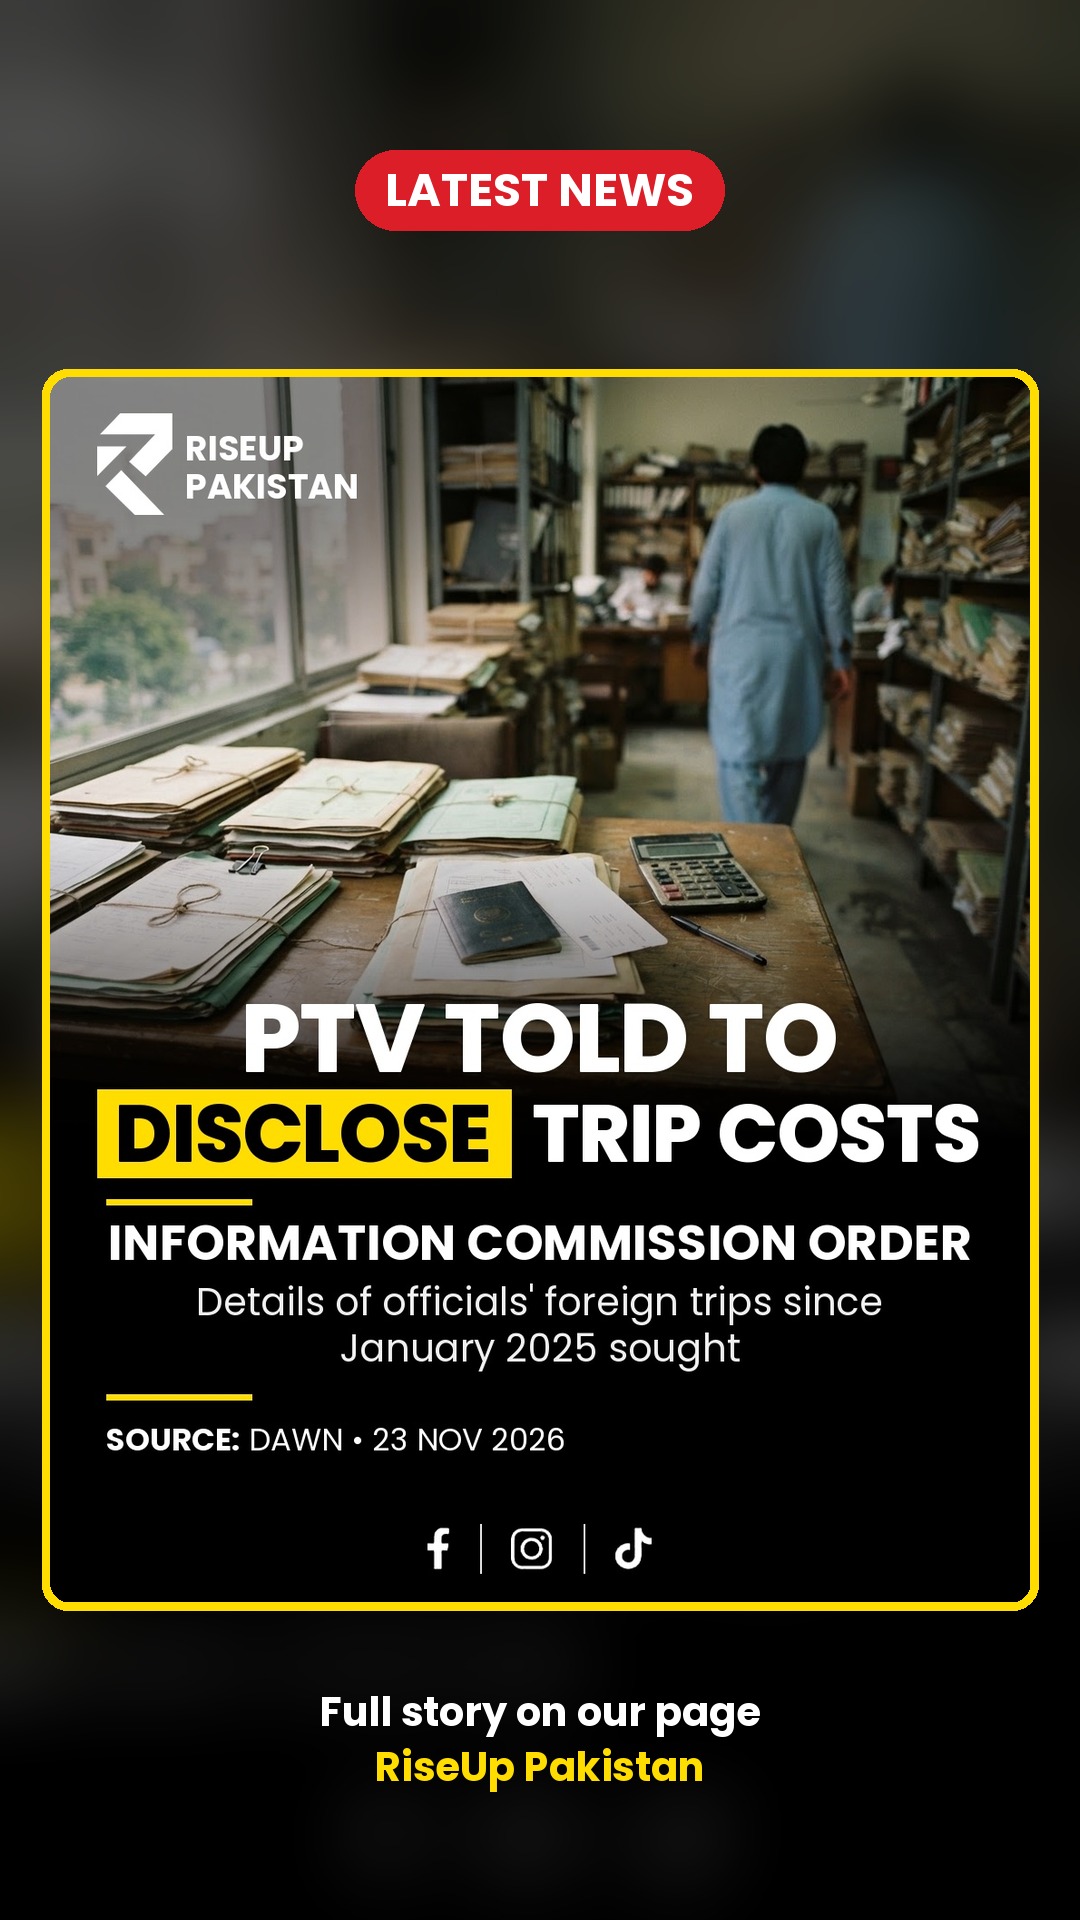 LATEST NEWS
RISEUP
PAKISTAN
PTV TOLD TO
DISCLOSE TRIP COSTS
INFORMATION COMMISSION ORDER
Details of officials' foreign trips since
January 2025 sought
SOURCE: DAWN • 23 NOV 2026
Full story on our page
RiseUp Pakistan